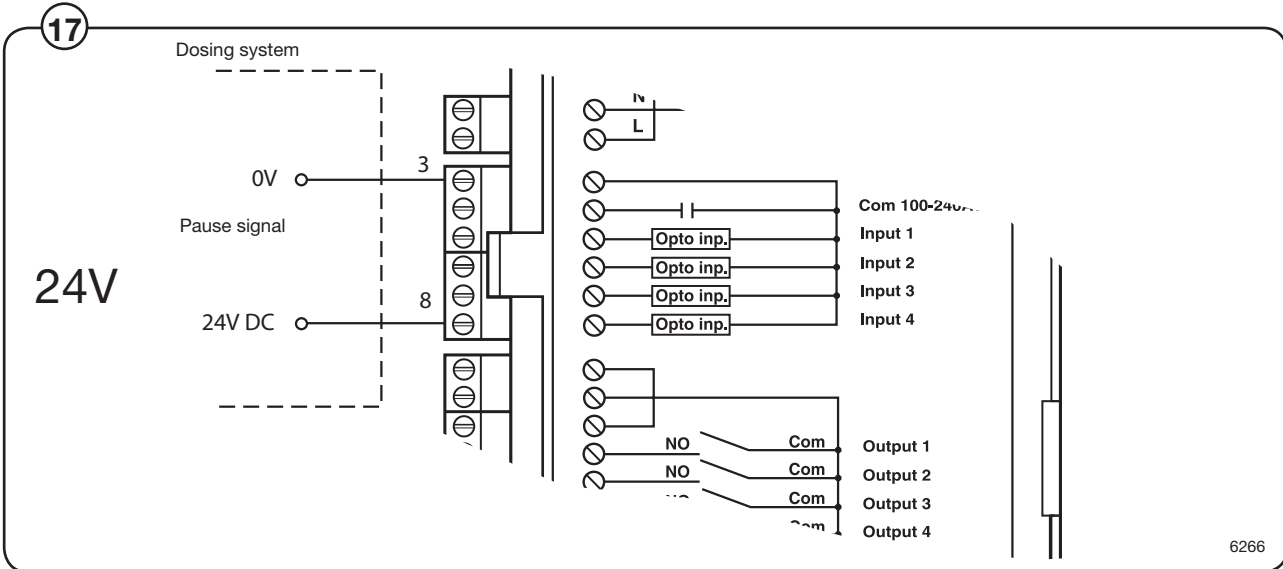 17
Dosing system
L
3
0V
Pause signal
24V
8
24V DC
Com
Input 1
Opto inp.
Input 2
Opto inp.
Input 3
Opto inp.
Input 4
Opto inp.
NO Com Output 1
NO Com Output 2
Com Output 3
Output 4
6266